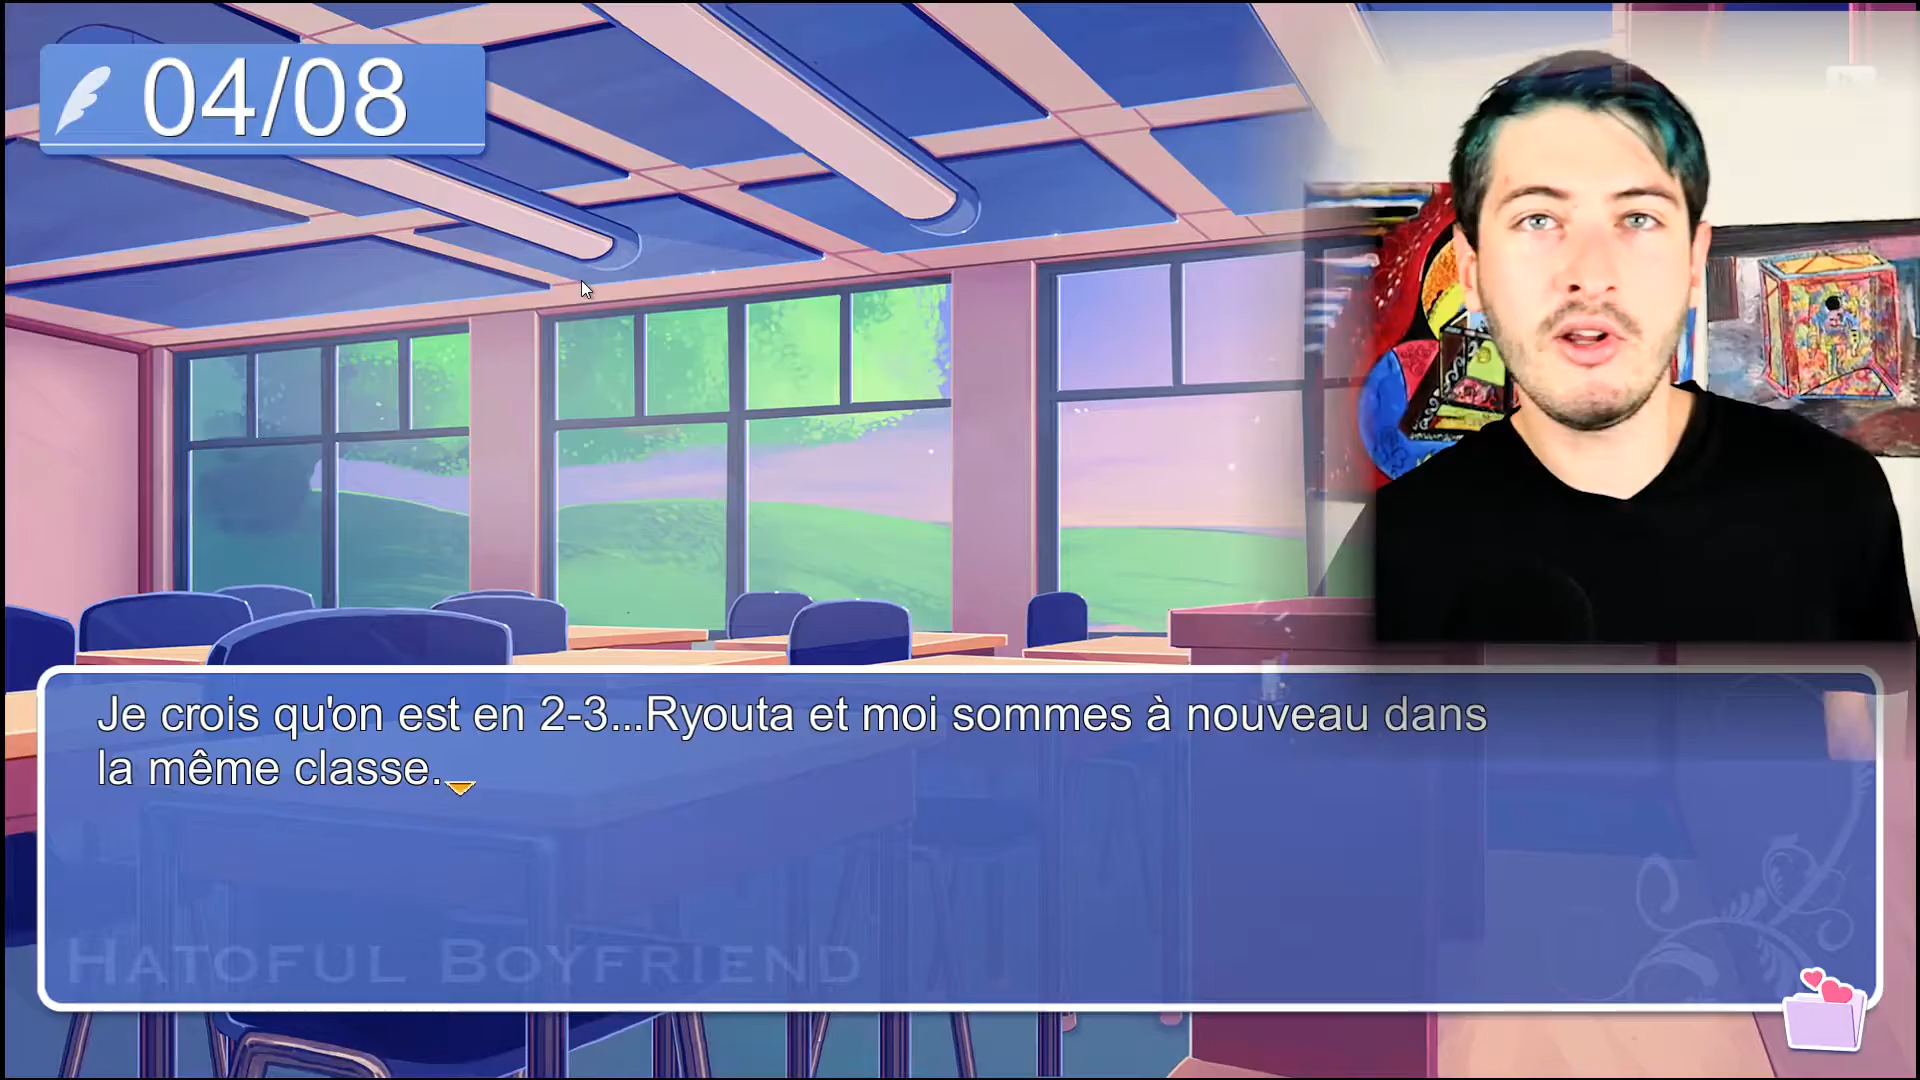 04/08
Je crois qu'on est en 2-3...Ryouta et moi sommes à nouveau dans
la même classe.
HATOFUL BOYFRIEND